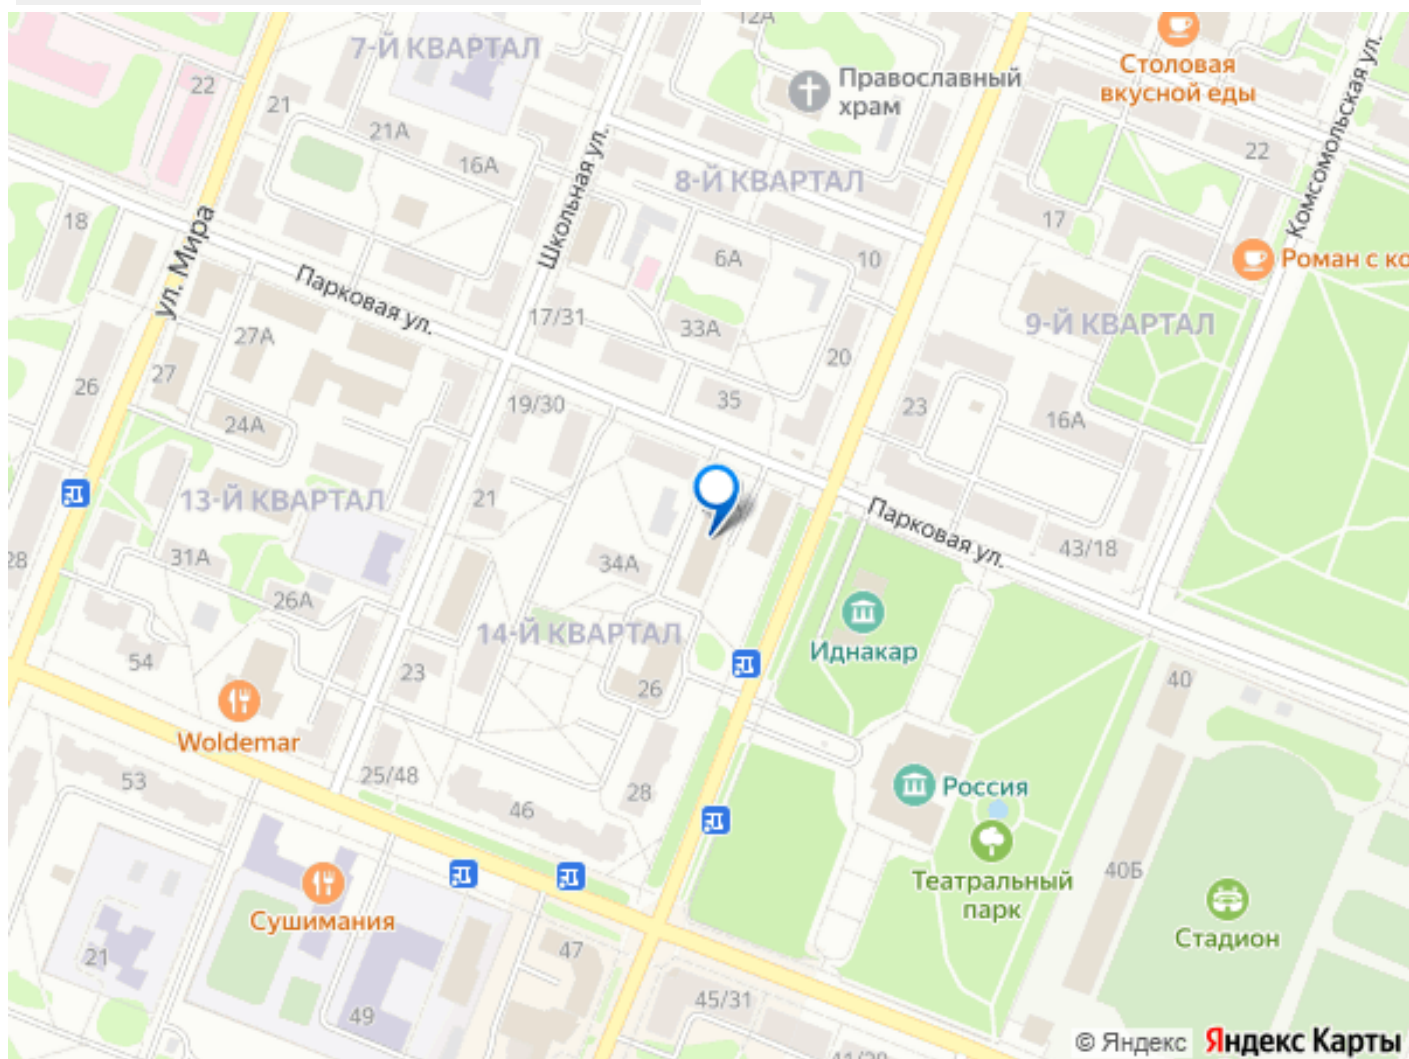 12А
7-Й КВАРТАЛ
Православный
храм
Столовая
вкусной еды
22
21
21А
16А
8-Й КВАРТАЛ
22
Комсомольская ул.
Школьная ул.
18
ул. Мира
17
6А
10
Роман с ко
Парковая ул.
17/31
33А
9-Й КВАРТАЛ
27А
20
27
26
35
19/30
23
16А
24А
21
13-Й КВАРТАЛ
Парковая ул.
43/18
28
31А
34А
26А
14-Й КВАРТАЛ
Иднакар
54
23
26
40
Woldemar
25/48
53
28
46
Россия
40Б
Театральный
парк
Сушимания
Стадион
47
21
45/31
49
© Яндекс Яндекс Карты